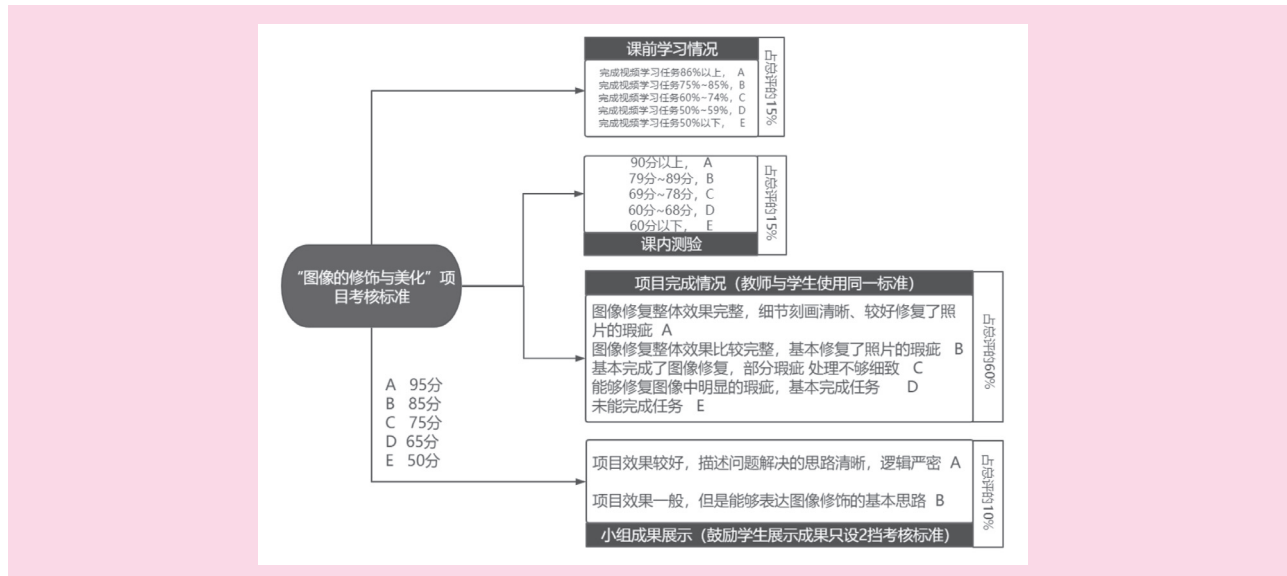 课前学习情况
完成视频学习任务86%以上， A
完成视频学习任务75%~85%，B
完成视频学习任务60%~74%，C
完成视频学习任务50%~59%，D
完成视频学习任务50%以下， E
占总评的15%
90分以上， A
79分~89分，B
69分~78分，C
60分~68分，D
60分以下， E
课内测验
占总评的15%
“图像的修饰与美化”项
目考核标准
项目完成情况（教师与学生使用同一标准）
图像修复整体效果完整，细节刻画清晰、较好修复了照
片的瑕疵 A
图像修复整体效果比较完整，基本修复了照片的瑕疵 B
基本完成了图像修复，部分瑕疵 处理不够细致 C
能够修复图像中明显的瑕疵，基本完成任务 D
未能完成任务 E
占总评的60%
A 95分
B 85分
C 75分
D 65分
E 50分
项目效果较好，描述问题解决的思路清晰，逻辑严密 A
项目效果一般，但是能够表达图像修饰的基本思路 B
小组成果展示（鼓励学生展示成果只设2挡考核标准）
占总评的10%